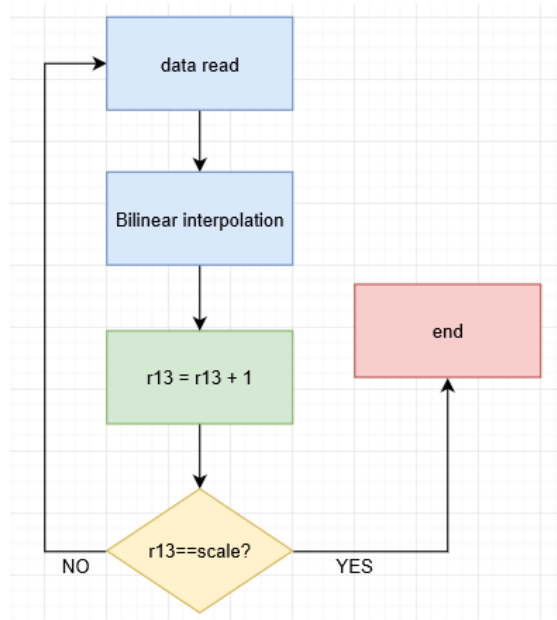 data read
Bilinear interpolation
r13 = r13 + 1
end
r13==scale?
NO
YES